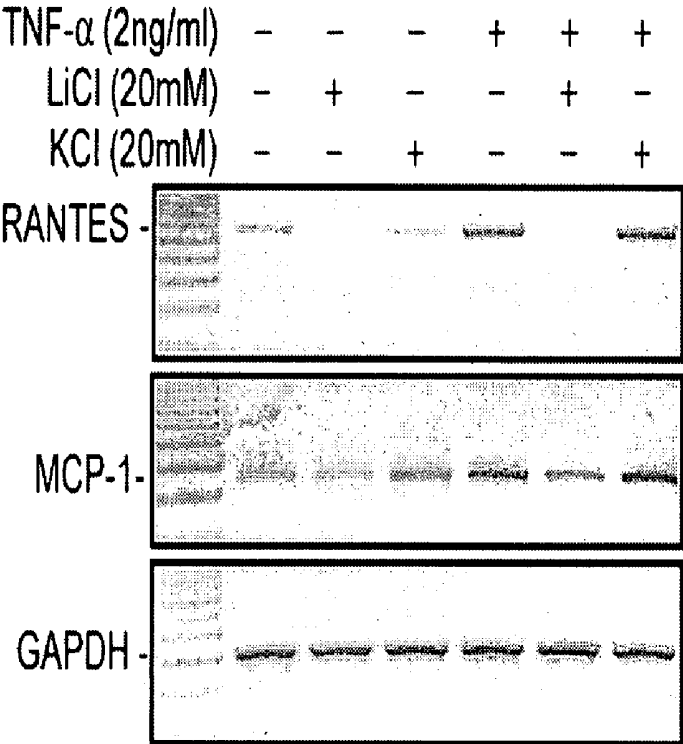 TNF-α (2ng/ml) - - - + + +
LiCl (20mM) - + - - + -
KCl (20mM) - - + - - +
RANTES -
MCP-1-
GAPDH -